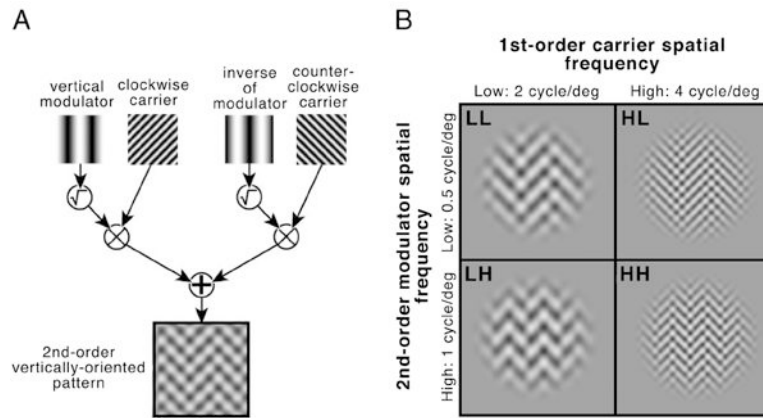 A
vertical
modulator
clockwise
carrier
inverse
of
modulator
counter-
clockwise
carrier
√
√
×
×
+
2nd-order
vertically-oriented
pattern
B
1st-order carrier spatial
frequency
Low: 2 cycle/deg
High: 4 cycle/deg
2nd-order modulator spatial
frequency
Low: 0.5 cycle/deg
High: 1 cycle/deg
LL
HL
LH
HH